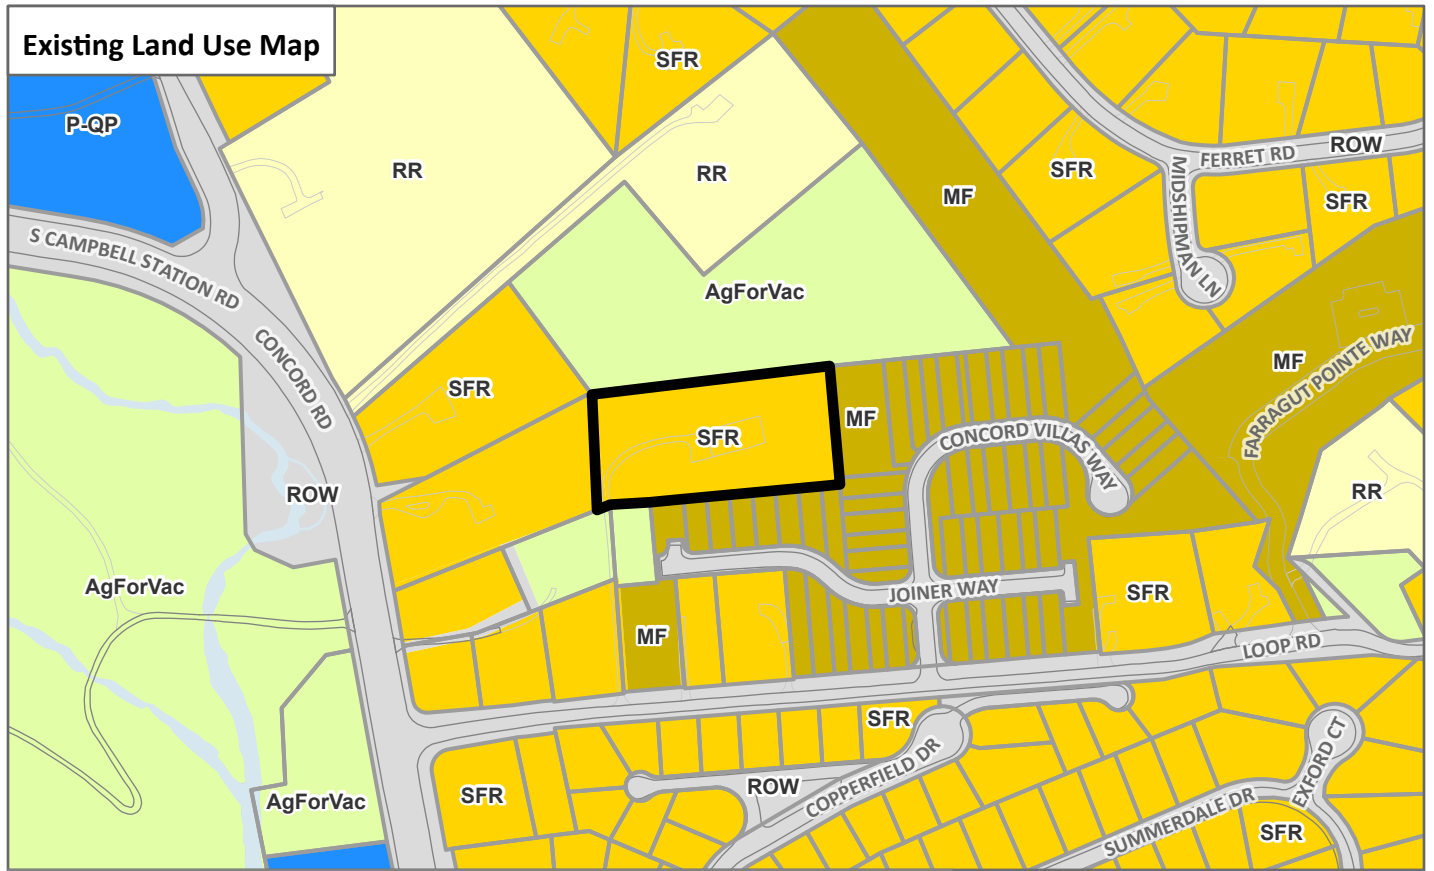 Existing Land Use Map
SFR
P-QP
RR
RR
MF
SFR
FERRET RD
ROW
MIDSHIPMAN LN
SFR
S CAMPBELL STATION RD
AgForVac
CONCORD RD
SFR
MF
FARRAGUT POINTE WAY
SFR
MF
CONCORD VILLAS WAY
ROW
RR
AgForVac
JOINER WAY
SFR
MF
LOOP RD
SFR
COPPERFIELD DR
EXFORD CT
ROW
SFR
AgForVac
SUMMERDALE DR
SFR